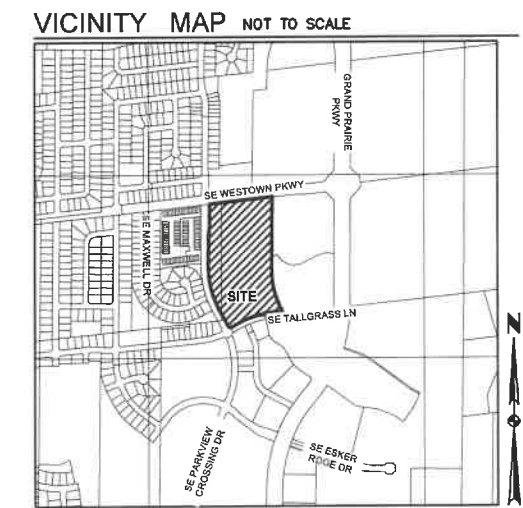 VICINITY MAP NOT TO SCALE
GRAND PRAIRIE
PKWY
SE WESTOWN PKWY
SE MAXWELL DR
SITE
SE TALLGRASS LN
N
SE PARKVIEW
CROSSING DR
SE ESKER
RIDGE DR